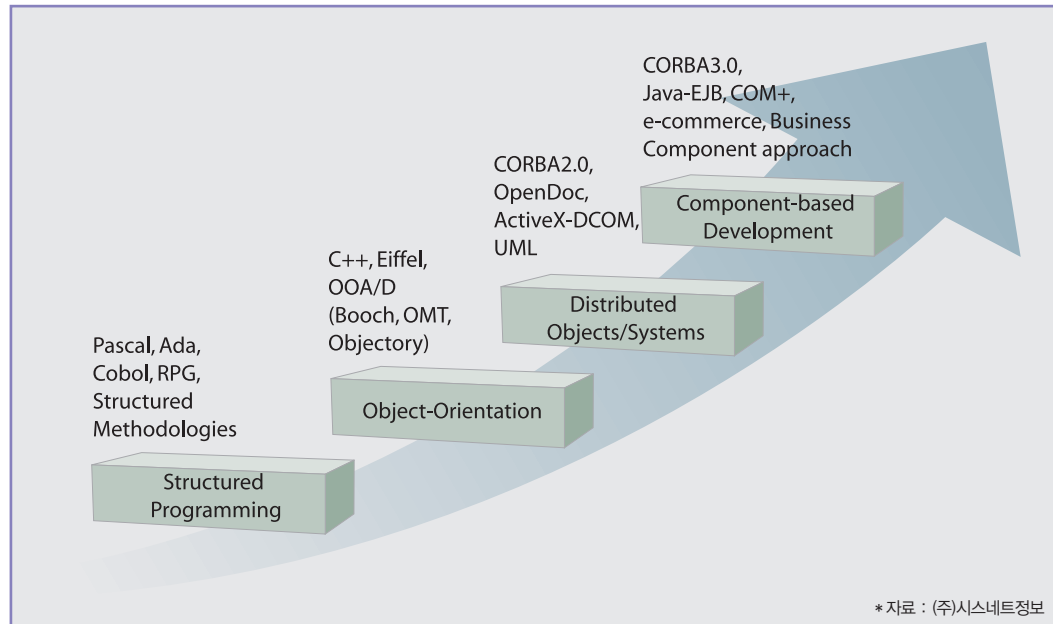 Pascal, Ada,
Cobol, RPG,
Structured
Methodologies
Structured
Programming
C++, Eiffel,
OOA/D
(Booch, OMT,
Objectory)
Object-Orientation
CORBA2.0,
OpenDoc,
ActiveX-DCOM,
UML
Distributed
Objects/Systems
CORBA3.0,
Java-EJB, COM+,
e-commerce, Business
Component approach
Component-based
Development
* 자료 : (주)시스네트정보